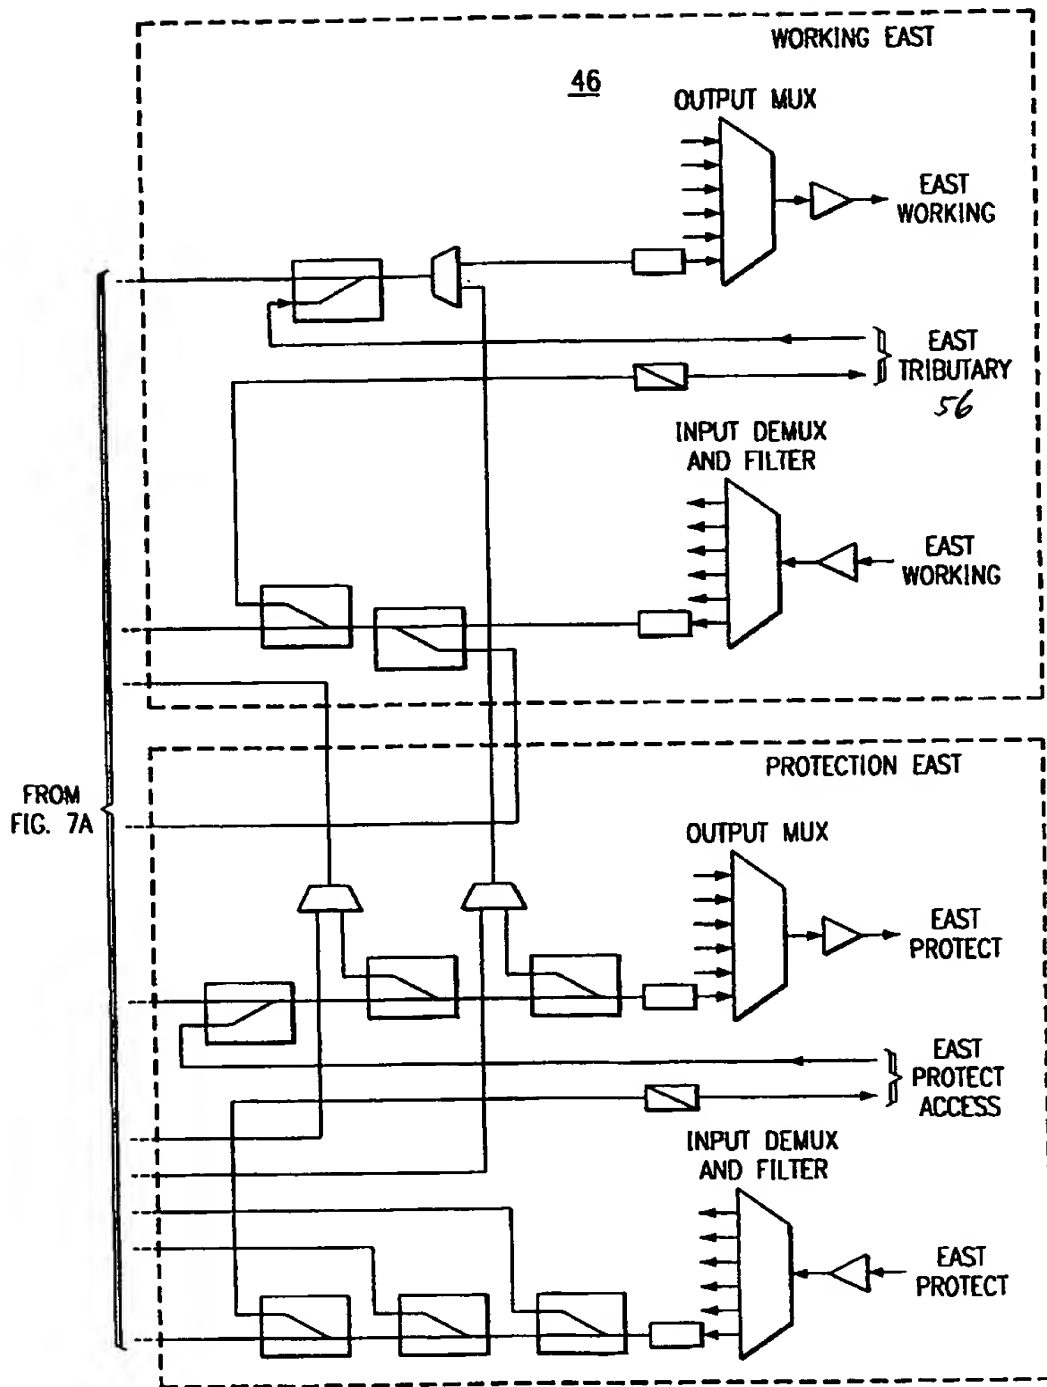 WORKING EAST
46
OUTPUT MUX
EAST
WORKING
EAST
TRIBUTARY
56
INPUT DEMUX
AND FILTER
EAST
WORKING
PROTECTION EAST
FROM
FIG. 7A
OUTPUT MUX
EAST
PROTECT
EAST
PROTECT
ACCESS
INPUT DEMUX
AND FILTER
EAST
PROTECT